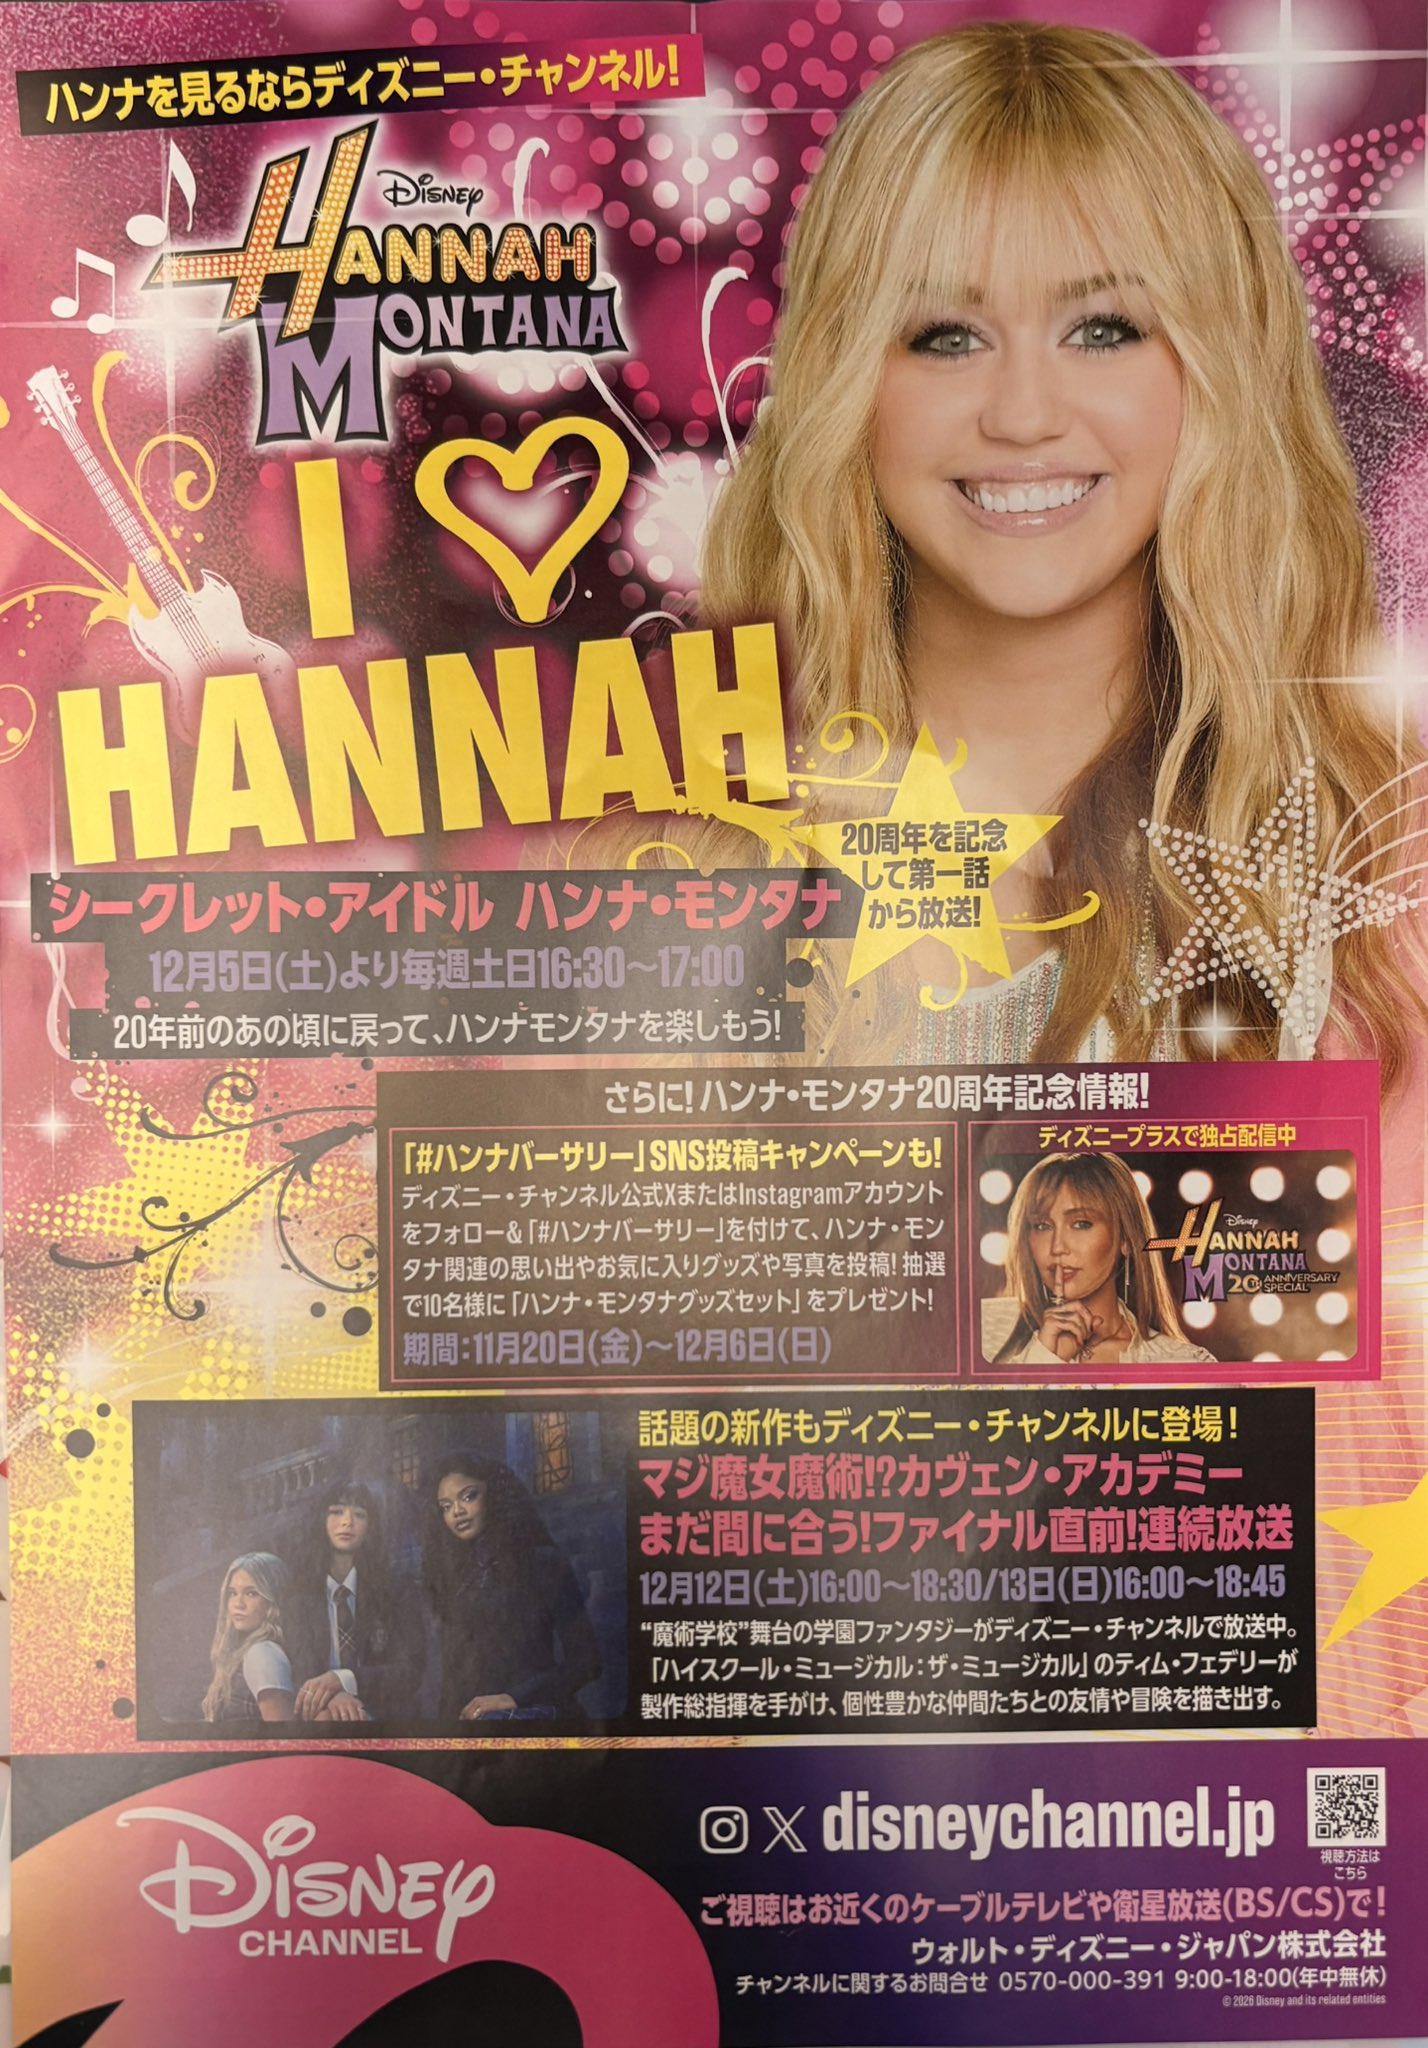 ハンナを見るならディズニー・チャンネル!
DISNEY
HANNAH
MONTANA
I
HANNAH
20周年を記念
して第一話
から放送!
シークレット・アイドル ハンナ・モンタナ
12月5日(土)より毎週土日16:30～17:00
20年前のあの頃に戻って、ハンナモンタナを楽しもう!
さらに!ハンナ・モンタナ20周年記念情報!
「#ハンナバーサリー」SNS投稿キャンペーンも!
ディズニー・チャンネル公式XまたはInstagramアカウント
をフォロー&「#ハンナバーサリー」を付けて、ハンナ・モン
タナ関連の思い出やお気に入りグッズや写真を投稿!抽選
で10名様に「ハンナ・モンタナグッズセット」をプレゼント!
期間:11月20日(金)～12月6日(日)
ディズニープラスで独占配信中
DISNEY
HANNAH
MONTANA
20TH ANNIVERSARY
SPECIAL
話題の新作もディズニー・チャンネルに登場!
マジ魔女魔術!?カヴェン・アカデミー
まだ間に合う!ファイナル直前!連続放送
12月12日(土)16:00～18:30/13日(日)16:00～18:45
“魔術学校”舞台の学園ファンタジーがディズニー・チャンネルで放送中。
「ハイスクール・ミュージカル:ザ・ミュージカル」のティム・フェデリーが
製作総指揮を手がけ、個性豊かな仲間たちとの友情や冒険を描き出す。
DISNEY
CHANNEL
X disneychannel.jp
視聴方法は
こちら
ご視聴はお近くのケーブルテレビや衛星放送(BS/CS)で!
ウォルト・ディズニー・ジャパン株式会社
チャンネルに関するお問合せ 0570-000-391 9:00-18:00(年中無休)
© 2026 Disney and its related entities